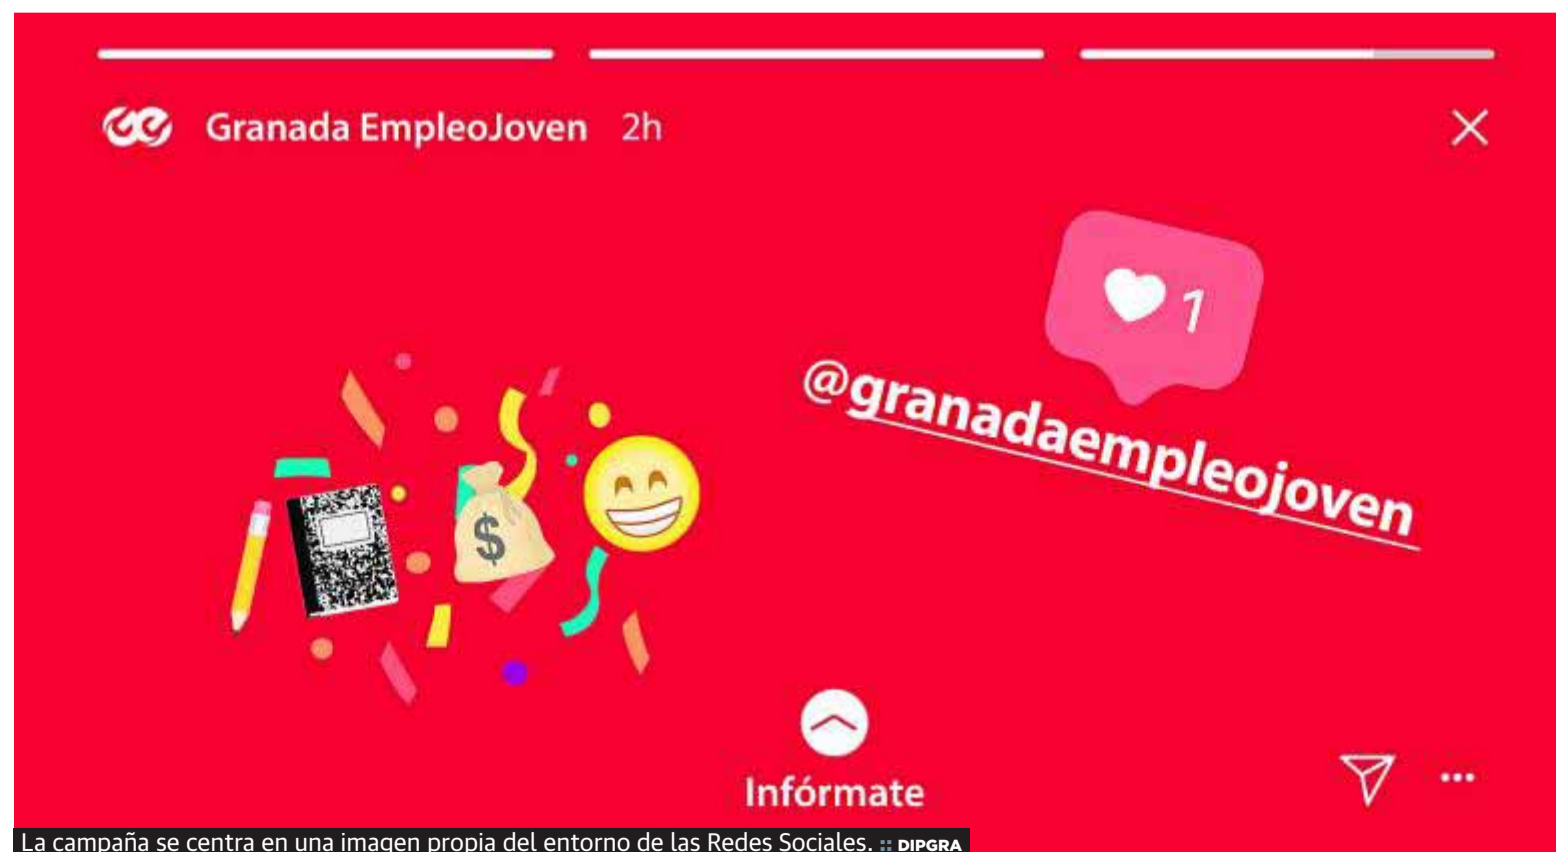 Granada EmpleoJoven 2h
1
@granadaempleojoven
$
Infórmate
La campaña se centra en una imagen propia del entorno de las Redes Sociales. :: DIPGRA